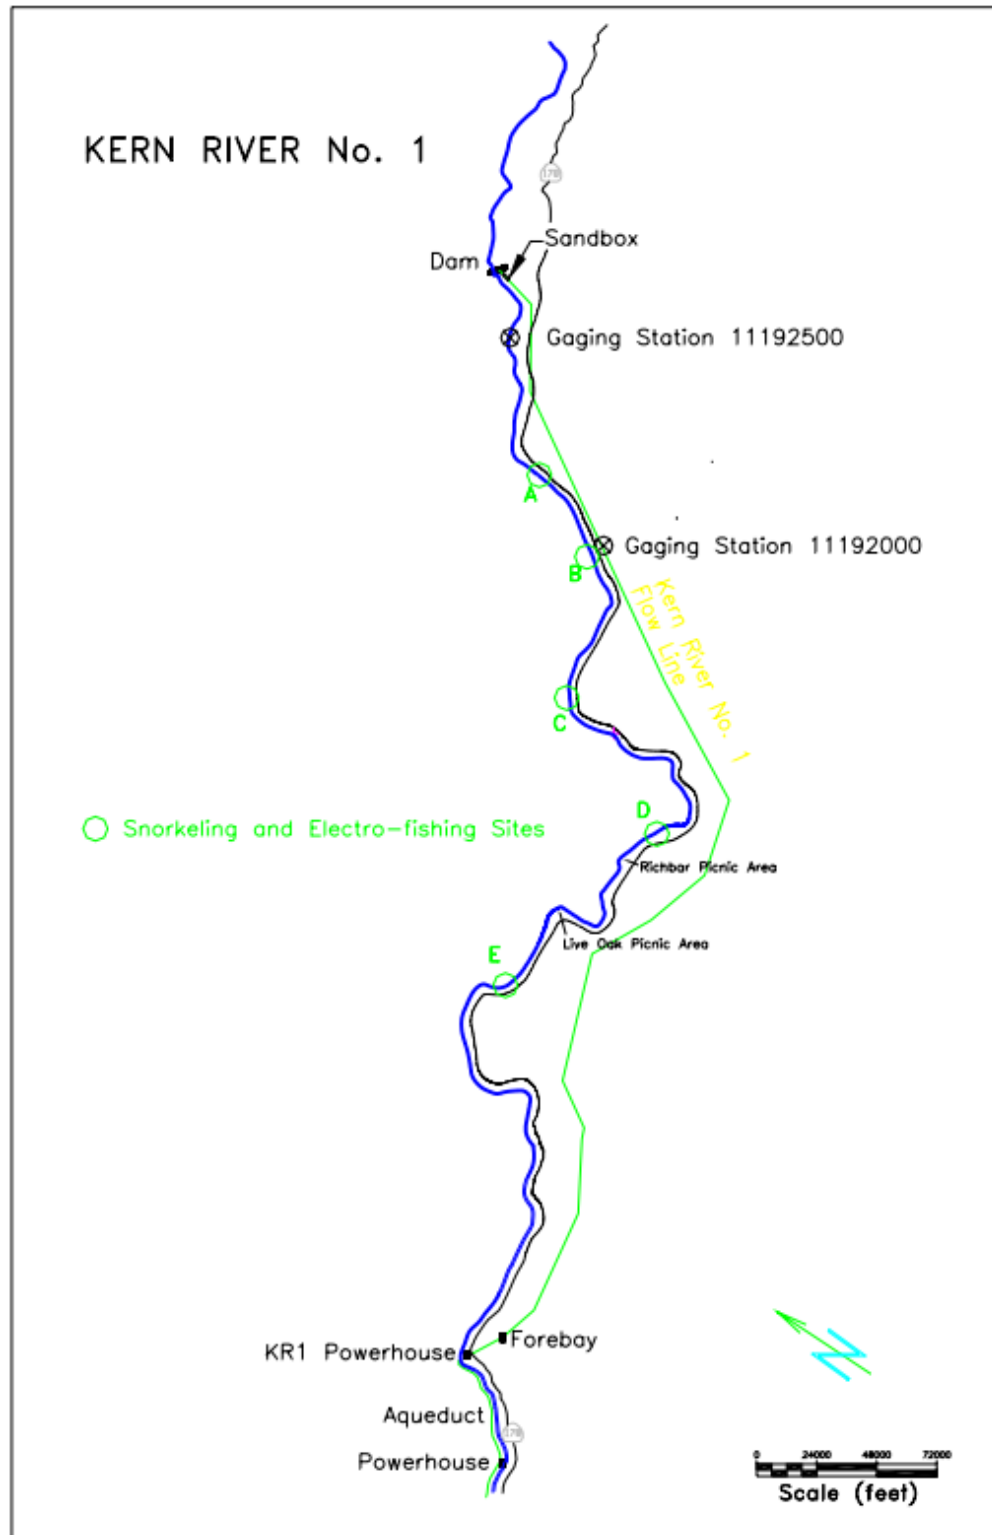 KERN RIVER No. 1
178
Sandbox
Dam
Gaging Station 11192500
A
Gaging Station 11192000
B
Kern River No. 1
Flow Line
C
D
Snorkeling and Electro-fishing Sites
Richbar Picnic Area
Live Oak Picnic Area
E
Forebay
KR1 Powerhouse
N
Aqueduct
178
Powerhouse
0 24000 48000 72000
Scale (feet)